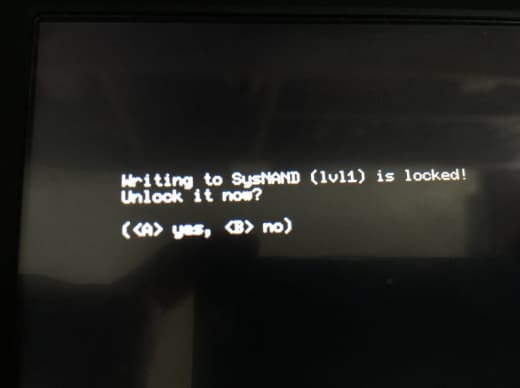 Writing to SysNAND (lvl1) is locked!
Unlock it now?
(<A> yes, <B> no)